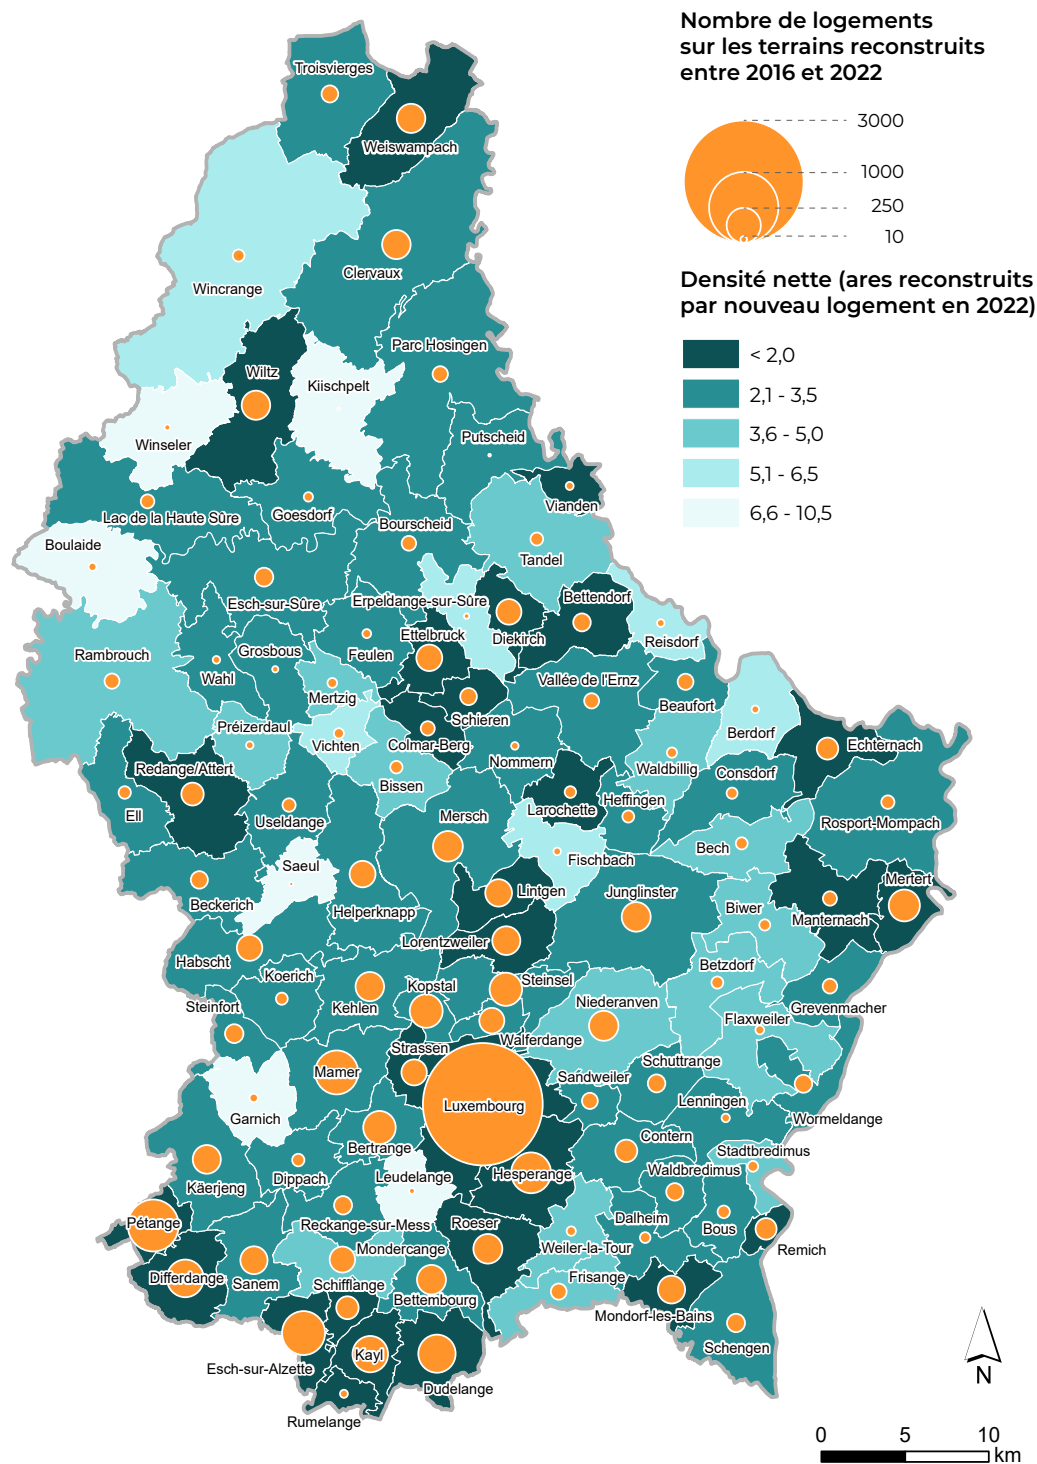 Nombre de logements
sur les terrains reconstruits
entre 2016 et 2022
3000
1000
250
10
Densité nette (ares reconstruits
par nouveau logement en 2022)
< 2,0
2,1 - 3,5
3,6 - 5,0
5,1 - 6,5
6,6 - 10,5
Troisvierges
Weiswampach
Clervaux
Wincrange
Parc Hosingen
Wiltz
Kiischpelt
Winseler
Putscheid
Vianden
Lac de la Haute Sûre
Goesdorf
Bourscheid
Boulaide
Tandel
Esch-sur-Sûre
Erpeldange-sur-Sûre
Bettendorf
Ettelbruck
Diekirch
Reisdorf
Rambrouch
Grosbous
Feulen
Wahl
Mertzig
Vallée de l'Ernz
Beaufort
Schieren
Préizerdaul
Vichten
Colmar-Berg
Berdorf
Echternach
Nommern
Waldbillig
Consdorf
Redange/Attert
Bissen
Larochette
Heffingen
Ell
Useldange
Mersch
Rosport-Mompach
Bech
Fischbach
Saeul
Mertert
Beckerich
Helperknapp
Lintgen
Junglinster
Biwer
Manternach
Lorentzweiler
Habscht
Koerich
Betzdorf
Steinsel
Kopstal
Niederanven
Steinfort
Kehlen
Grevenmacher
Flaxweiler
Walferdange
Strassen
Schuttrange
Mamer
Sandweiler
Lenningen
Luxembourg
Garnich
Wormeldange
Bertrange
Contern
Stadtbredimus
Dippach
Leudelange
Hesperange
Waldbredimus
Käerjeng
Pétange
Reckange-sur-Mess
Roeser
Dalheim
Bous
Mondercange
Weiler-la-Tour
Remich
Differdange
Sanem
Schifflange
Frisange
Bettembourg
Mondorf-les-Bains
Schengen
Kayl
Esch-sur-Alzette
Dudelange
Rumelange
N
0 5 10
km